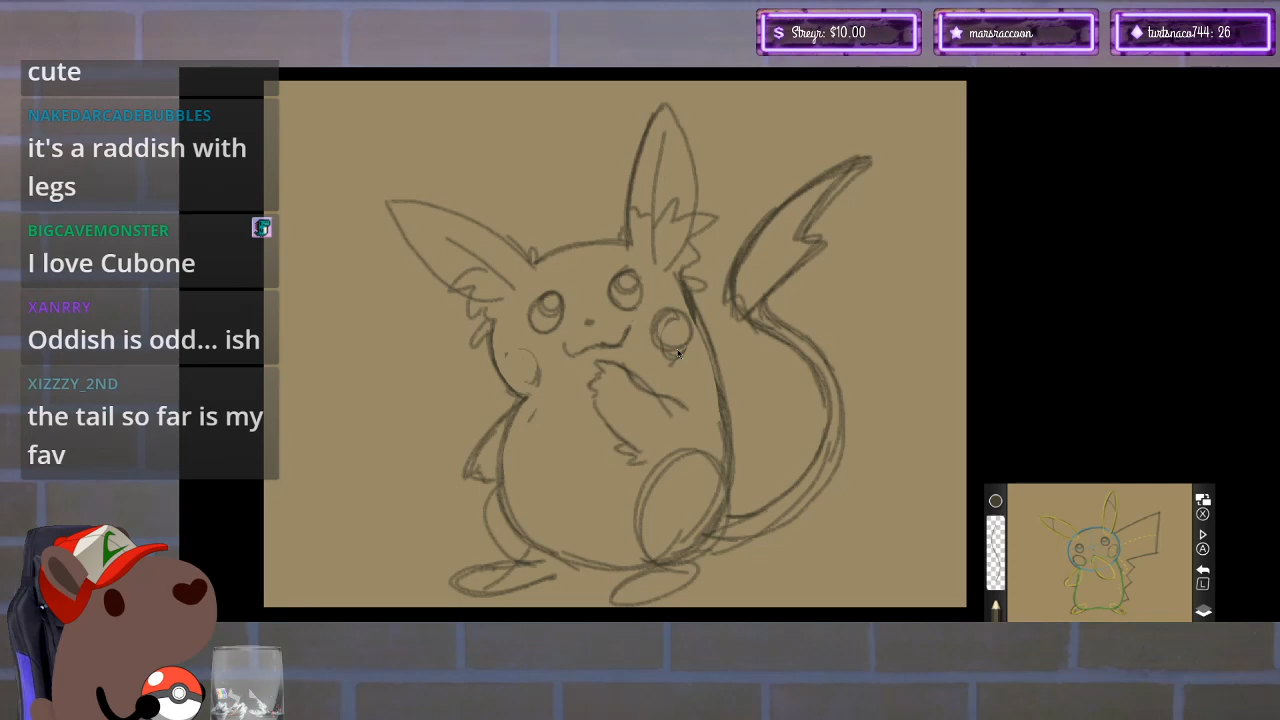 Streyr: $10.00
marsraccoon
turtsnaco744: 26
cute
NAKEDARCADEBUBBLES
it's a raddish with
legs
BIGCAVEMONSTER
I love Cubone
XANRRY
Oddish is odd... ish
XIZZZY_2ND
the tail so far is my
fav
X
A
L